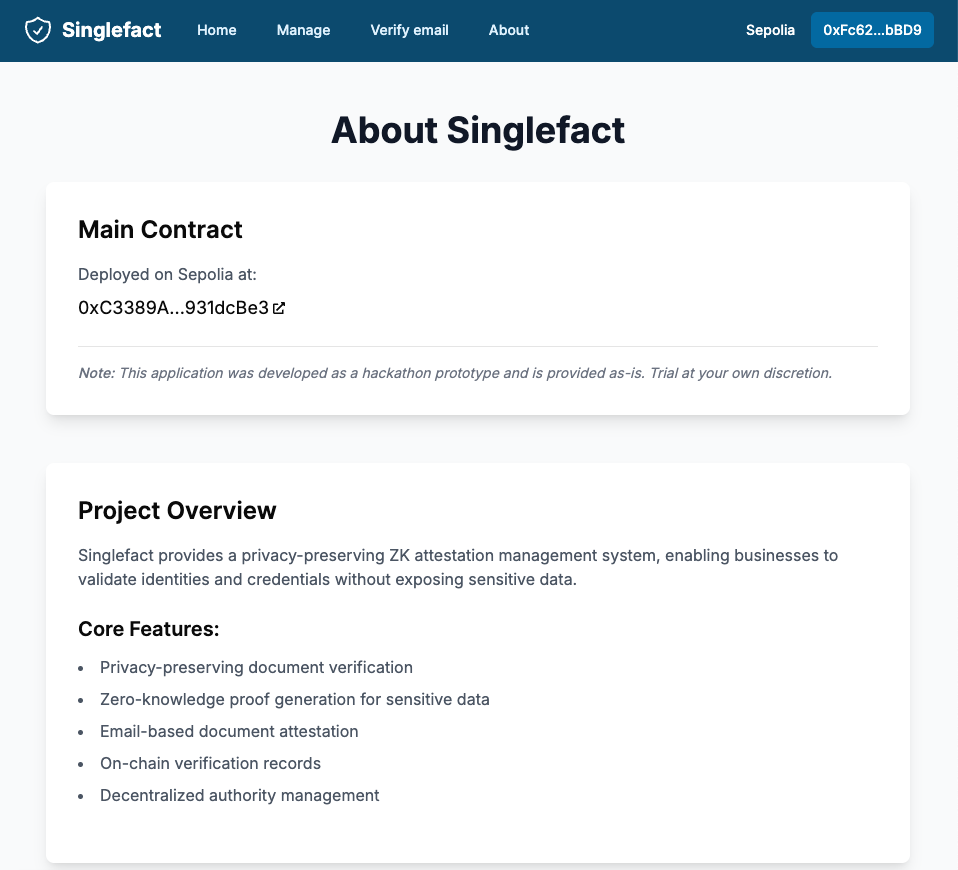 Singlefact
Home
Manage
Verify email
About
Sepolia
0xFc62...bBD9
About Singlefact
Main Contract
Deployed on Sepolia at:
0xC3389A...931dcBe3
Note: This application was developed as a hackathon prototype and is provided as-is. Trial at your own discretion.
Project Overview
Singlefact provides a privacy-preserving ZK attestation management system, enabling businesses to
validate identities and credentials without exposing sensitive data.
Core Features:
• Privacy-preserving document verification
• Zero-knowledge proof generation for sensitive data
• Email-based document attestation
• On-chain verification records
• Decentralized authority management